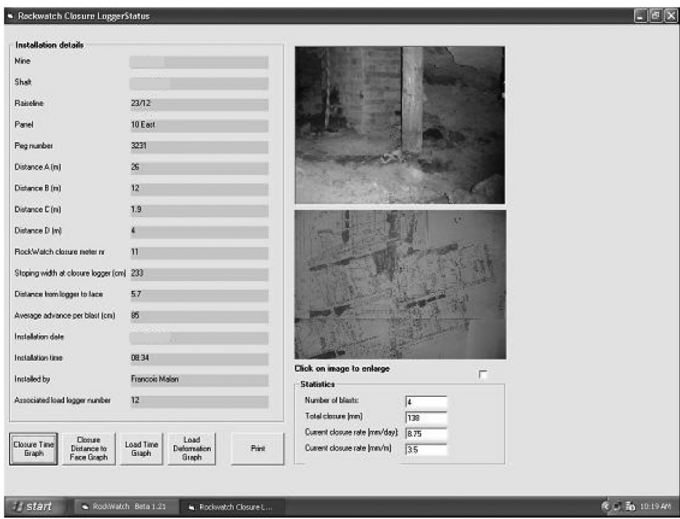 Rockwatch Closure LoggerStatus
Installation details
Mine
Shaft
Raiseline 23/12
Panel 10 East
Peg number 3231
Distance A (m) 26
Distance B (m) 12
Distance C (m) 1.9
Distance D (m) 4
RockWatch closure meter nr 11
Stoping width at closure logger (cm) 233
Distance from logger to face 5.7
Average advance per blast (cm) 85
Installation date
Installation time 08:34
Installed by Francois Malan
Associated load logger number 12
Click on image to enlarge
Statistics
Number of blasts: 4
Total closure (mm) 138
Current closure rate (mm/day) 8.75
Current closure rate (mm/m) 3.5
Closure Time Graph
Closure Distance to Face Graph
Load Time Graph
Load Deformation Graph
Print
start
RockWatch Beta 1.21
Rockwatch Closure L...
10:19 AM